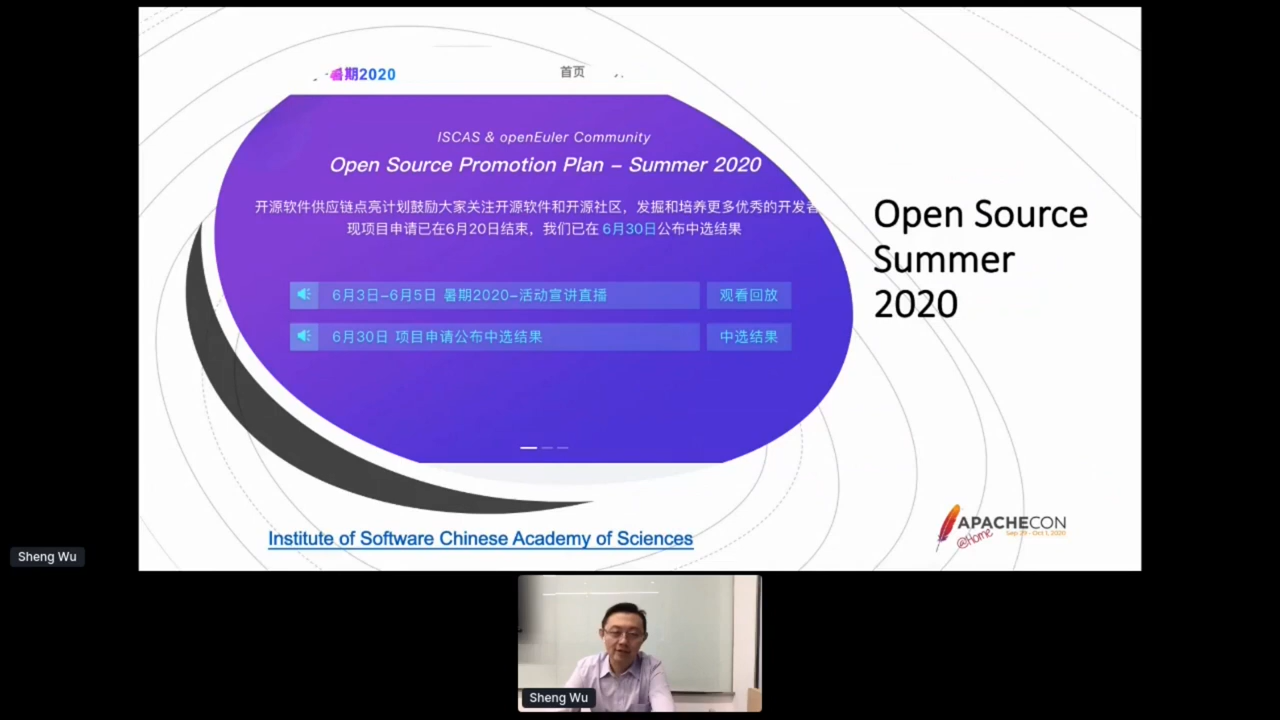 暑期2020
首页
ISCAS & openEuler Community
Open Source Promotion Plan – Summer 2020
开源软件供应链点亮计划鼓励大家关注开源软件和开源社区，发掘和培养更多优秀的开发者
现项目申请已在6月20日结束，我们已在 6月30日公布中选结果
6月3日–6月5日 暑期2020–活动宣讲直播
观看回放
6月30日 项目申请公布中选结果
中选结果
Open Source
Summer
2020
Institute of Software Chinese Academy of Sciences
APACHECON
@Home
Sep 29 - Oct 1, 2020
Sheng Wu
Sheng Wu